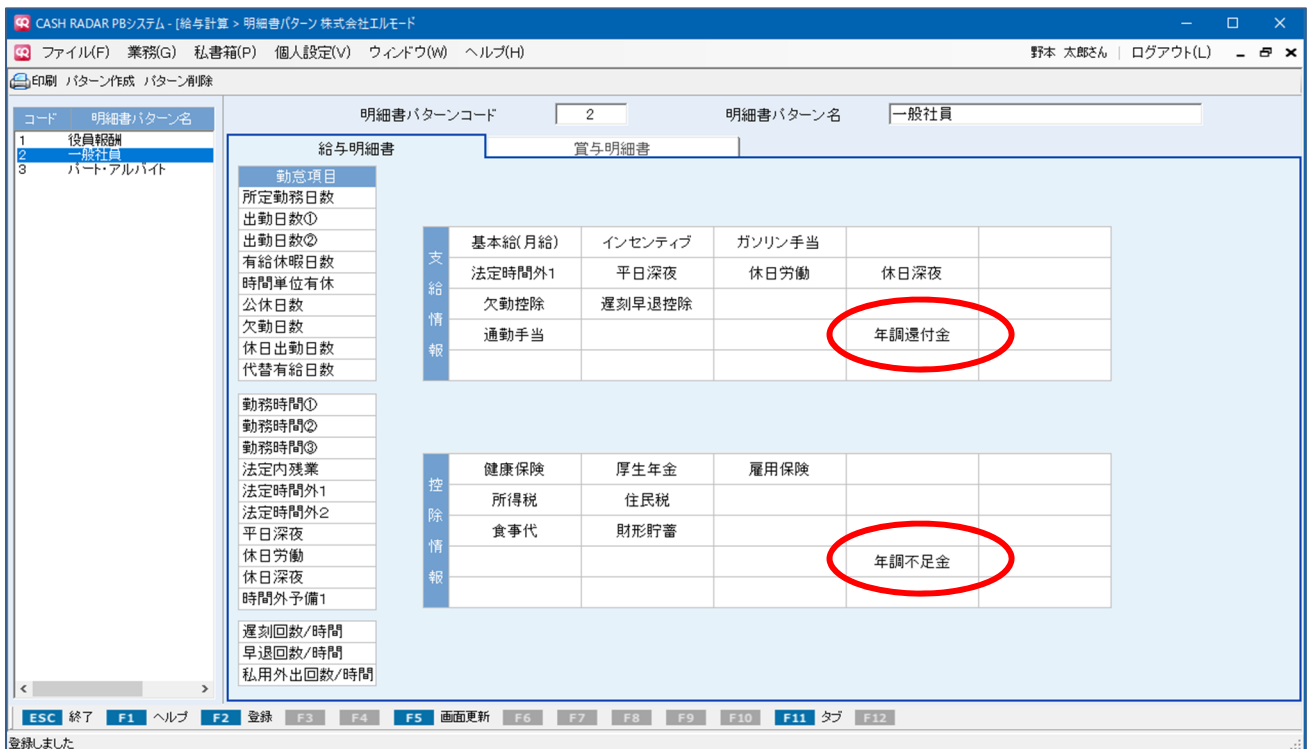 CASH RADAR PBシステム - [給与計算 > 明細書パターン 株式会社エルモード
ファイル(F) 業務(G) 私書箱(P) 個人設定(V) ウィンドウ(W) ヘルプ(H) 野本 太郎さん ログアウト(L)
印刷 パターン作成 パターン削除
コード 明細書パターン名
1 役員報酬
2 一般社員
3 パート・アルバイト
明細書パターンコード 2 明細書パターン名 一般社員
給与明細書 賞与明細書
勤怠項目
所定勤務日数
出勤日数①
出勤日数②
有給休暇日数
時間単位有休
公休日数
欠勤日数
休日出勤日数
代替有給日数
勤務時間①
勤務時間②
勤務時間③
法定内残業
法定時間外1
法定時間外2
平日深夜
休日労働
休日深夜
時間外予備1
遅刻回数/時間
早退回数/時間
私用外出回数/時間
支給情報
基本給(月給) インセンティブ ガソリン手当
法定時間外1 平日深夜 休日労働 休日深夜
欠勤控除 遅刻早退控除
通勤手当 年調還付金
控除情報
健康保険 厚生年金 雇用保険
所得税 住民税
食事代 財形貯蓄
年調不足金
ESC 終了 F1 ヘルプ F2 登録 F3 F4 F5 画面更新 F6 F7 F8 F9 F10 F11 タブ F12
登録しました